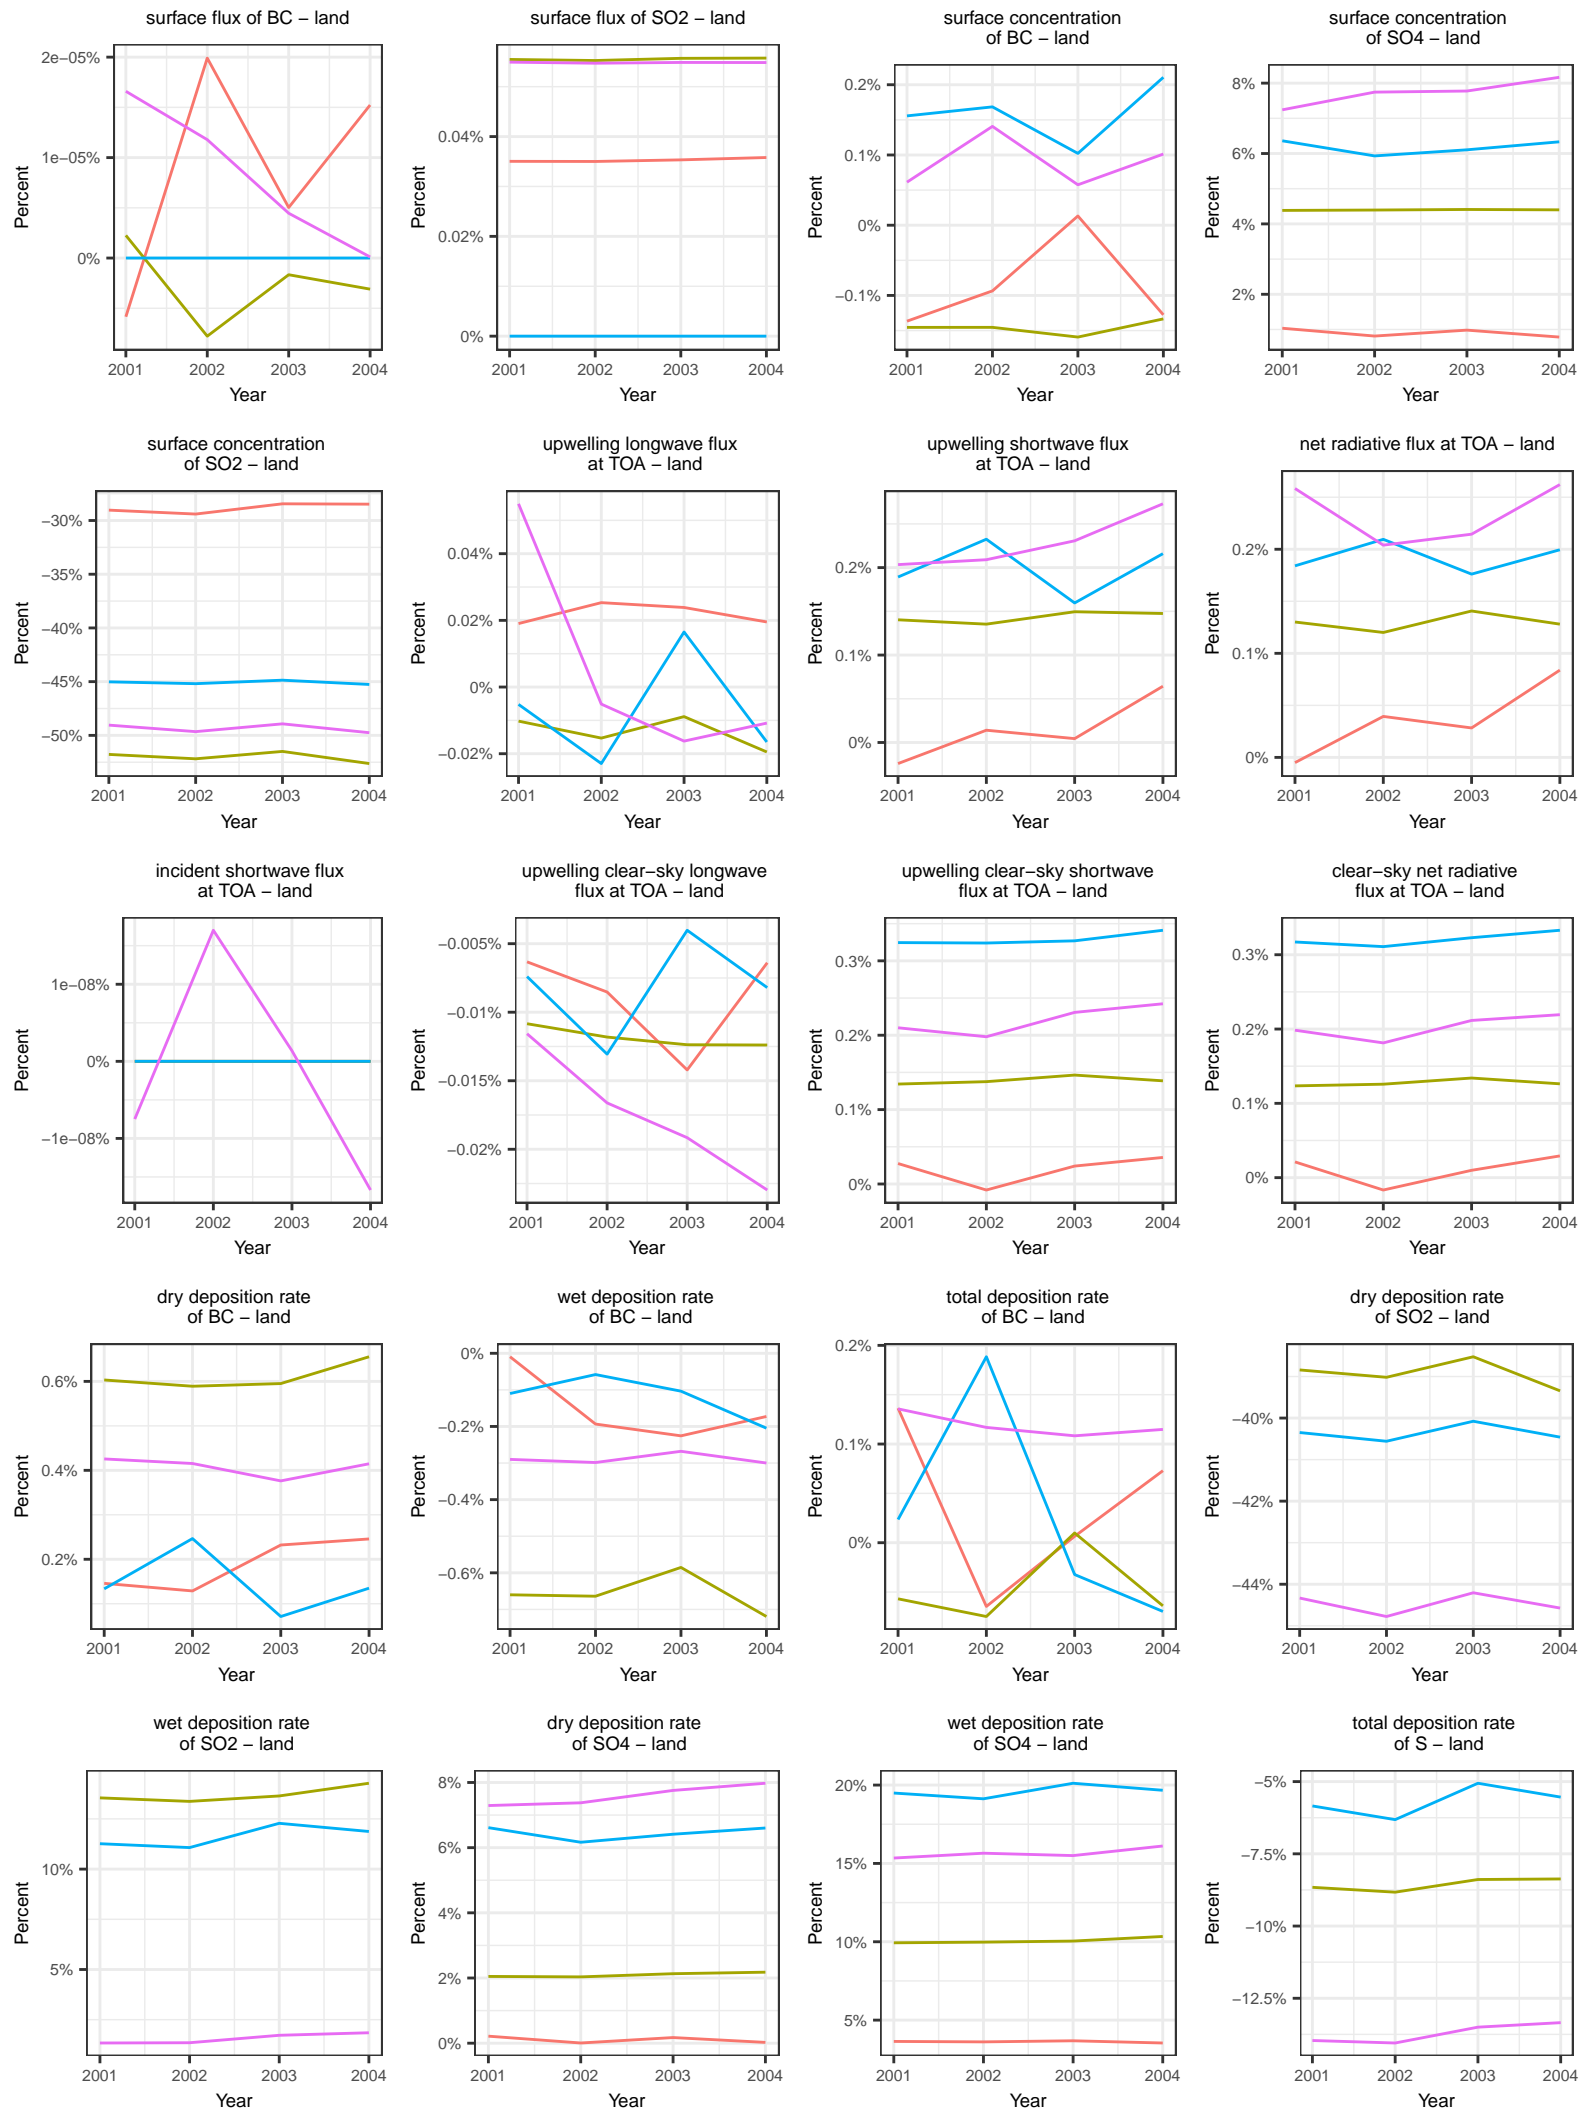 surface flux of BC − land
2e−05%
1e−05%
0%
Percent
2001 2002 2003 2004
Year
surface flux of SO2 − land
0.04%
0.02%
0%
Percent
2001 2002 2003 2004
Year
surface concentration
of BC − land
0.2%
0.1%
0%
−0.1%
Percent
2001 2002 2003 2004
Year
surface concentration
of SO4 − land
8%
6%
4%
2%
Percent
2001 2002 2003 2004
Year
surface concentration
of SO2 − land
−30%
−35%
−40%
−45%
−50%
Percent
2001 2002 2003 2004
Year
upwelling longwave flux
at TOA − land
0.04%
0.02%
0%
−0.02%
Percent
2001 2002 2003 2004
Year
upwelling shortwave flux
at TOA − land
0.2%
0.1%
0%
Percent
2001 2002 2003 2004
Year
net radiative flux at TOA − land
0.2%
0.1%
0%
Percent
2001 2002 2003 2004
Year
incident shortwave flux
at TOA − land
1e−08%
0%
−1e−08%
Percent
2001 2002 2003 2004
Year
upwelling clear−sky longwave
flux at TOA − land
−0.005%
−0.01%
−0.015%
−0.02%
Percent
2001 2002 2003 2004
Year
upwelling clear−sky shortwave
flux at TOA − land
0.3%
0.2%
0.1%
0%
Percent
2001 2002 2003 2004
Year
clear−sky net radiative
flux at TOA − land
0.3%
0.2%
0.1%
0%
Percent
2001 2002 2003 2004
Year
dry deposition rate
of BC − land
0.6%
0.4%
0.2%
Percent
2001 2002 2003 2004
Year
wet deposition rate
of BC − land
0%
−0.2%
−0.4%
−0.6%
Percent
2001 2002 2003 2004
Year
total deposition rate
of BC − land
0.2%
0.1%
0%
Percent
2001 2002 2003 2004
Year
dry deposition rate
of SO2 − land
−40%
−42%
−44%
Percent
2001 2002 2003 2004
Year
wet deposition rate
of SO2 − land
10%
5%
Percent
2001 2002 2003 2004
Year
dry deposition rate
of SO4 − land
8%
6%
4%
2%
0%
Percent
2001 2002 2003 2004
Year
wet deposition rate
of SO4 − land
20%
15%
10%
5%
Percent
2001 2002 2003 2004
Year
total deposition rate
of S − land
−5%
−7.5%
−10%
−12.5%
Percent
2001 2002 2003 2004
Year